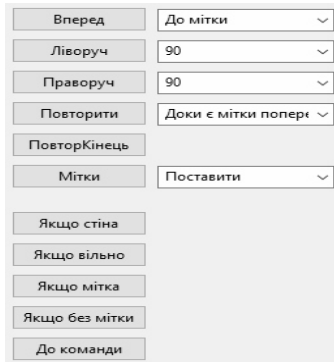 Вперед До мітки
Ліворуч 90
Праворуч 90
Повторити Доки є мітки попере
ПовторКінець
Мітки Поставити
Якщо стіна
Якщо вільно
Якщо мітка
Якщо без мітки
До команди